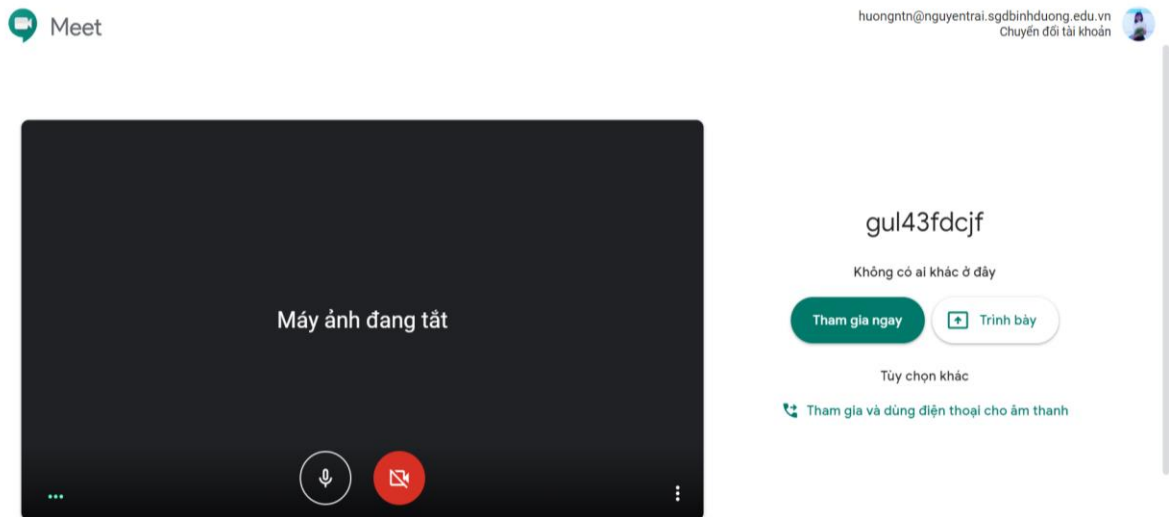 Meet
huongntn@nguyentrai.sgdbinhduong.edu.vn
Chuyển đổi tài khoản
Máy ảnh đang tắt
gul43fdcjf
Không có ai khác ở đây
Tham gia ngay
Trình bày
Tùy chọn khác
Tham gia và dùng điện thoại cho âm thanh